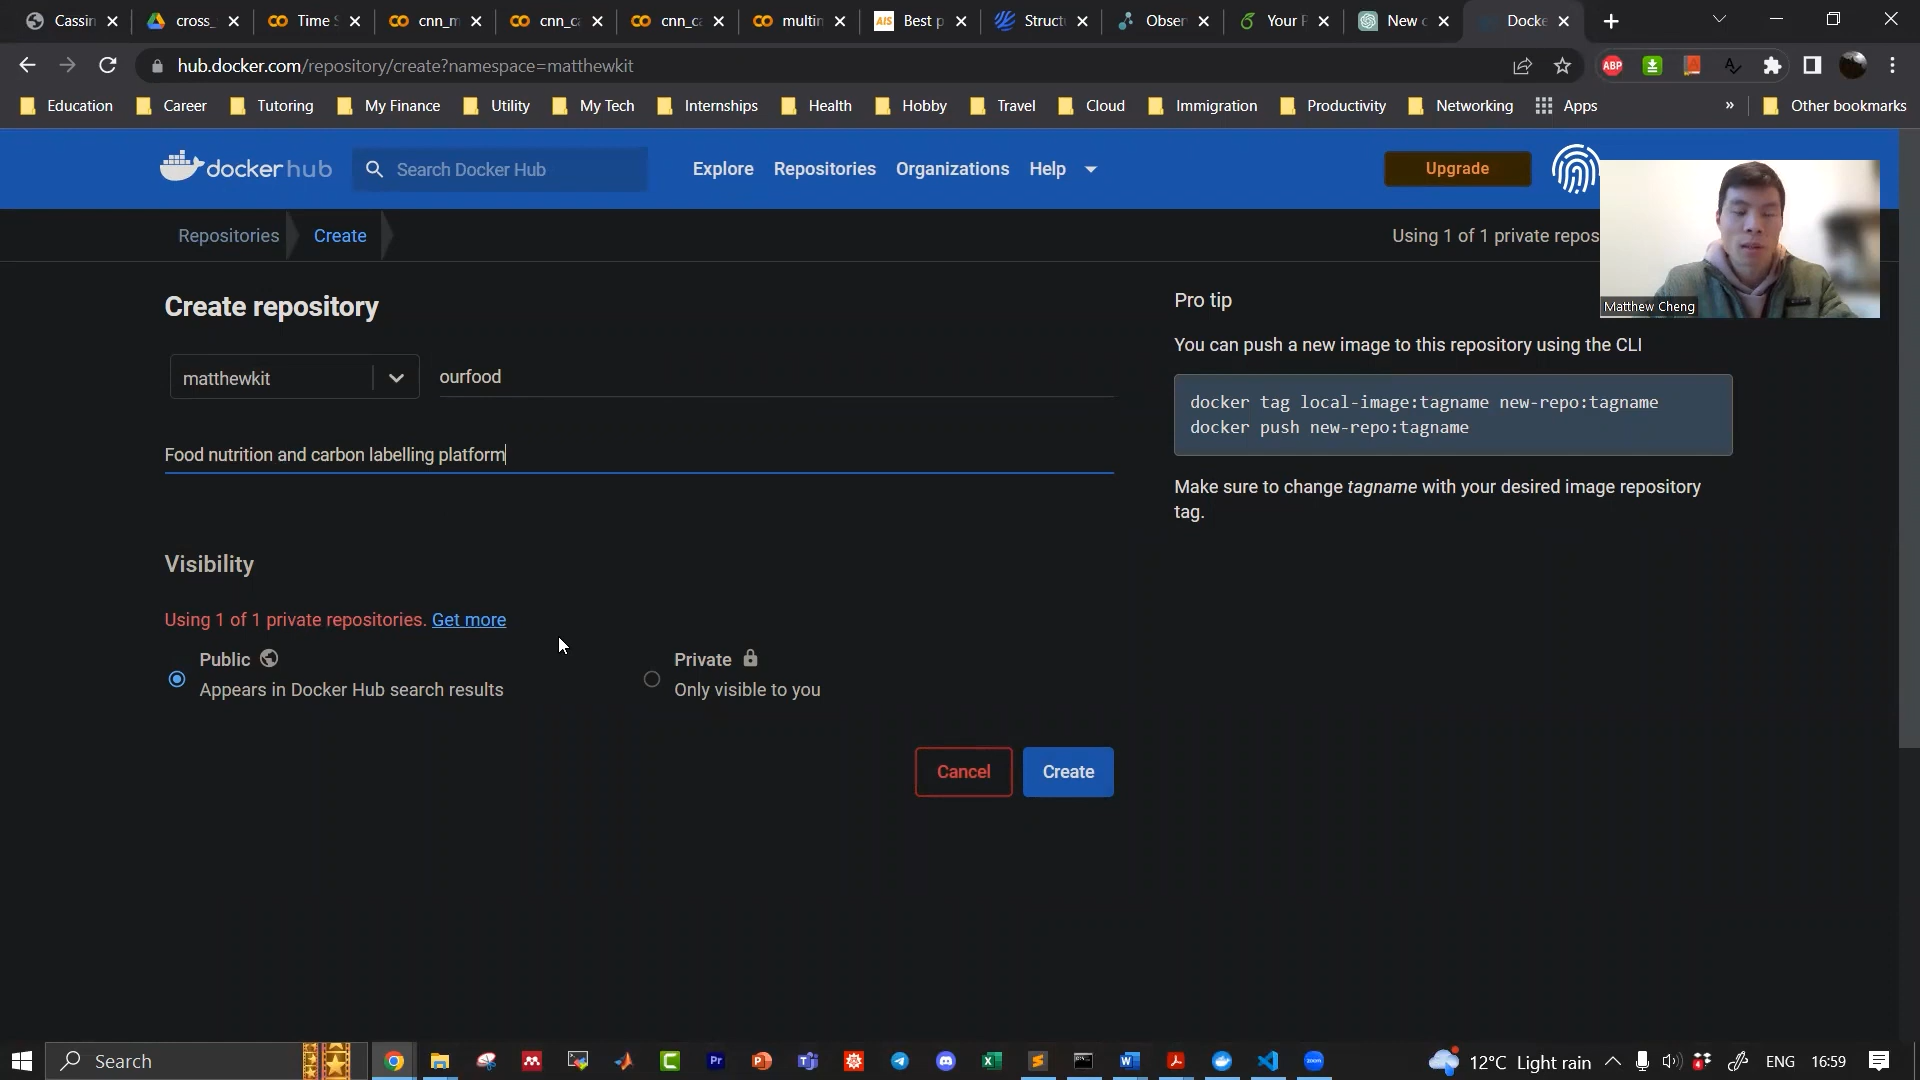 Cassin
cross_
Time S
cnn_m
cnn_ca
cnn_ca
multin
AIS Best p
Structu
Obser
Your P
New c
Docke
hub.docker.com/repository/create?namespace=matthewkit
ABP
Education
Career
Tutoring
My Finance
Utility
My Tech
Internships
Health
Hobby
Travel
Cloud
Immigration
Productivity
Networking
Apps
»
Other bookmarks
docker hub
Search Docker Hub
Explore
Repositories
Organizations
Help
Upgrade
Repositories
Create
Using 1 of 1 private repos
Matthew Cheng
Create repository
matthewkit
ourfood
Food nutrition and carbon labelling platform
Visibility
Using 1 of 1 private repositories. Get more
Public
Appears in Docker Hub search results
Private
Only visible to you
Cancel
Create
Pro tip
You can push a new image to this repository using the CLI
docker tag local-image:tagname new-repo:tagname
docker push new-repo:tagname
Make sure to change tagname with your desired image repository
tag.
Search
12°C Light rain
ENG
16:59